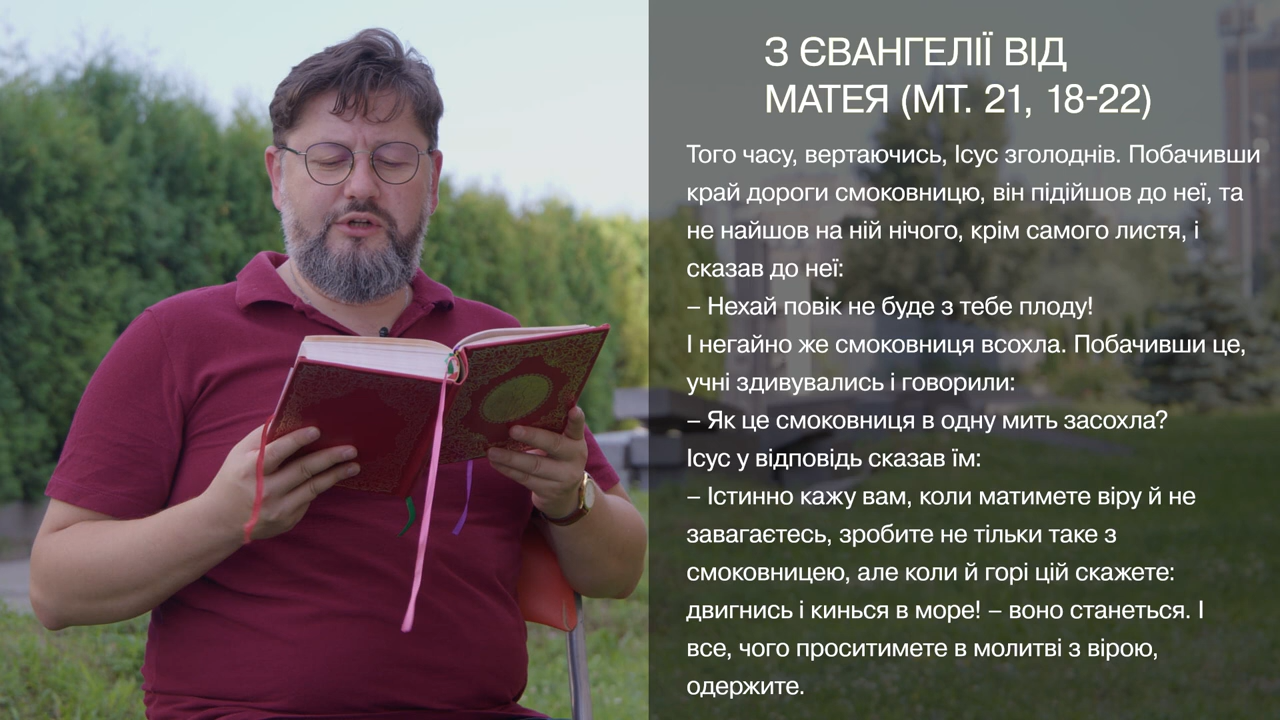 З ЄВАНГЕЛІЇ ВІД
МАТЕЯ (МТ. 21, 18-22)
Того часу, вертаючись, Ісус зголоднів. Побачивши
край дороги смоковницю, він підійшов до неї, та
не найшов на ній нічого, крім самого листя, і
сказав до неї:
– Нехай повік не буде з тебе плоду!
І негайно же смоковниця всохла. Побачивши це,
учні здивувались і говорили:
– Як це смоковниця в одну мить засохла?
Ісус у відповідь сказав їм:
– Істинно кажу вам, коли матимете віру й не
завагаєтесь, зробите не тільки таке з
смоковницею, але коли й горі цій скажете:
двигнись і кинься в море! – воно станеться. І
все, чого проситимете в молитві з вірою,
одержите.